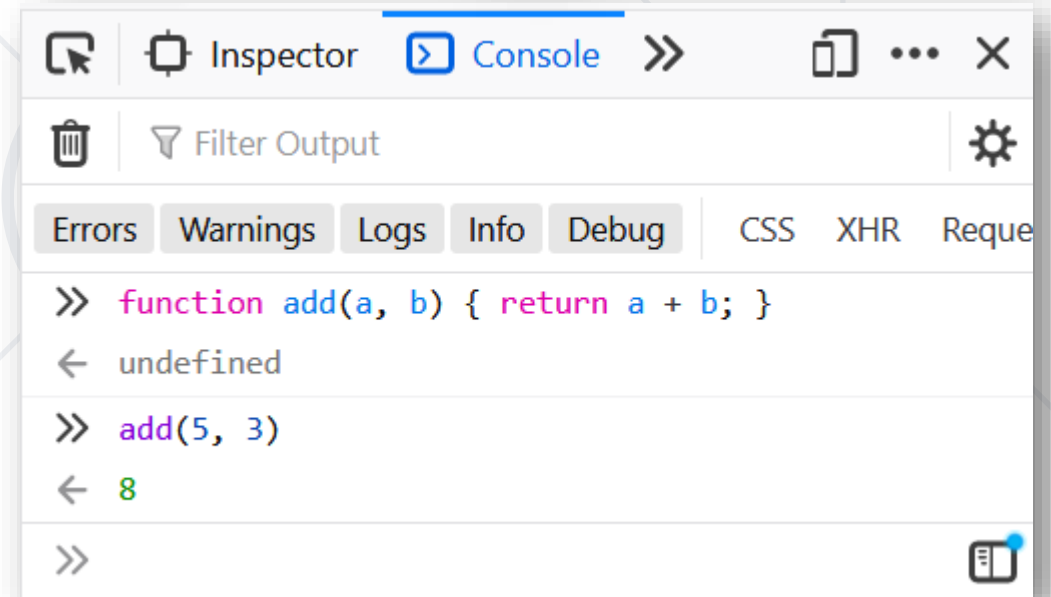 Inspector Console
Filter Output
Errors Warnings Logs Info Debug CSS XHR Reque
function add(a, b) { return a + b; }
undefined
add(5, 3)
8